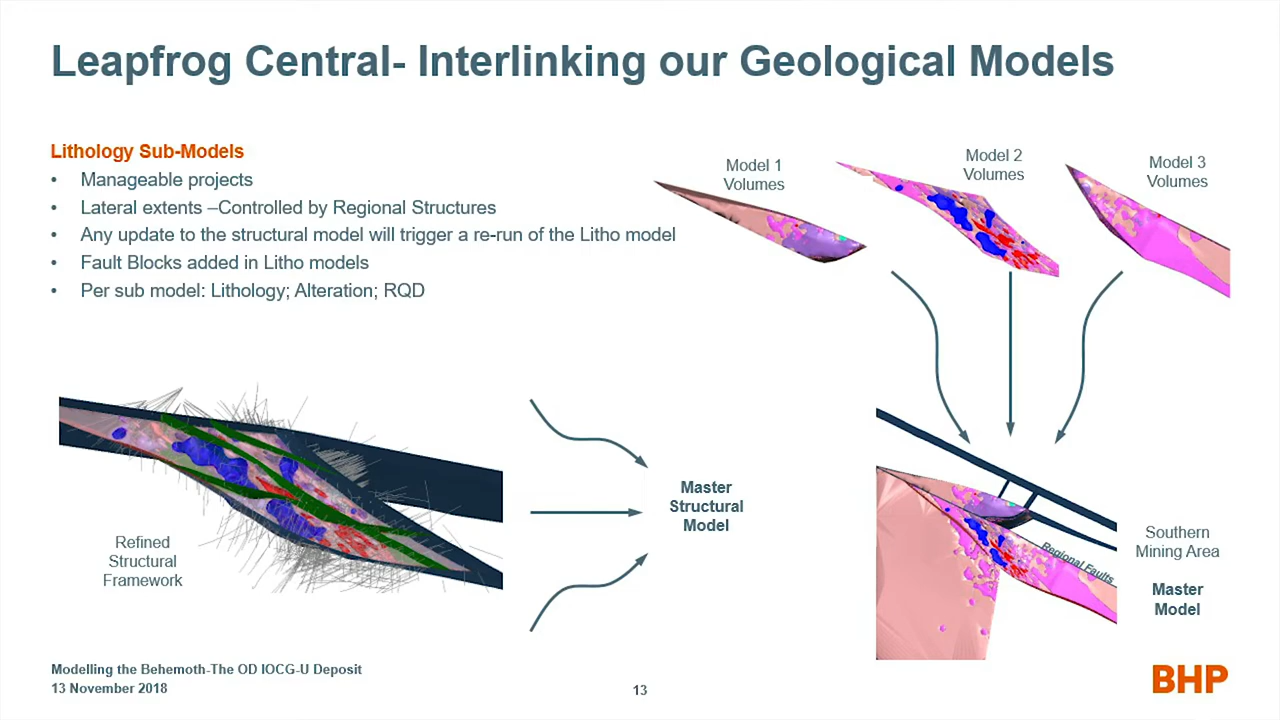 Leapfrog Central- Interlinking our Geological Models
Lithology Sub-Models
• Manageable projects
• Lateral extents –Controlled by Regional Structures
• Any update to the structural model will trigger a re-run of the Litho model
• Fault Blocks added in Litho models
• Per sub model: Lithology; Alteration; RQD
Model 1
Volumes
Model 2
Volumes
Model 3
Volumes
Refined
Structural
Framework
Master
Structural
Model
Regional Faults
Southern
Mining Area
Master
Model
Modelling the Behemoth-The OD IOCG-U Deposit
13 November 2018
13
BHP